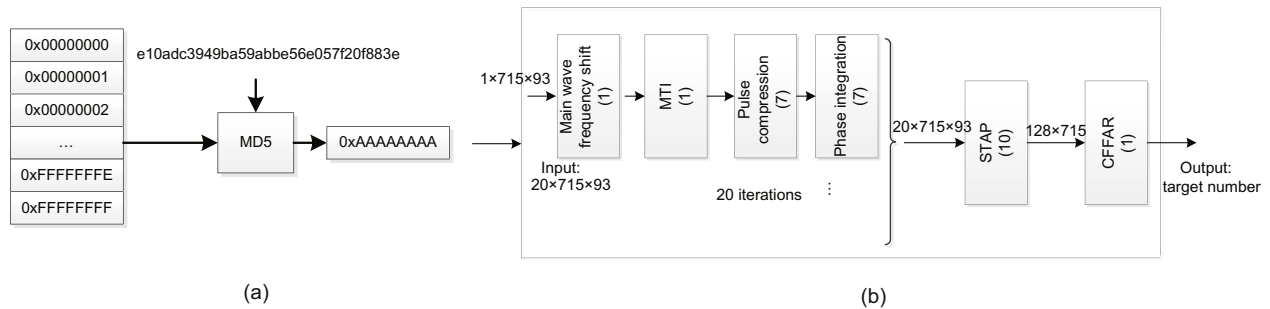 0x00000000
0x00000001
0x00000002
...
0xFFFFFFFE
0xFFFFFFFF
e10adc3949ba59abbe56e057f20f883e
MD5
0xAAAAAAAA
(a)
1×715×93
Input:
20×715×93
Main wave
frequency shift
(1)
MTI
(1)
Pulse
compression
(7)
Phase integration
(7)
20 iterations
⋮
20×715×93
STAP
(10)
128×715
CFFAR
(1)
Output:
target number
(b)